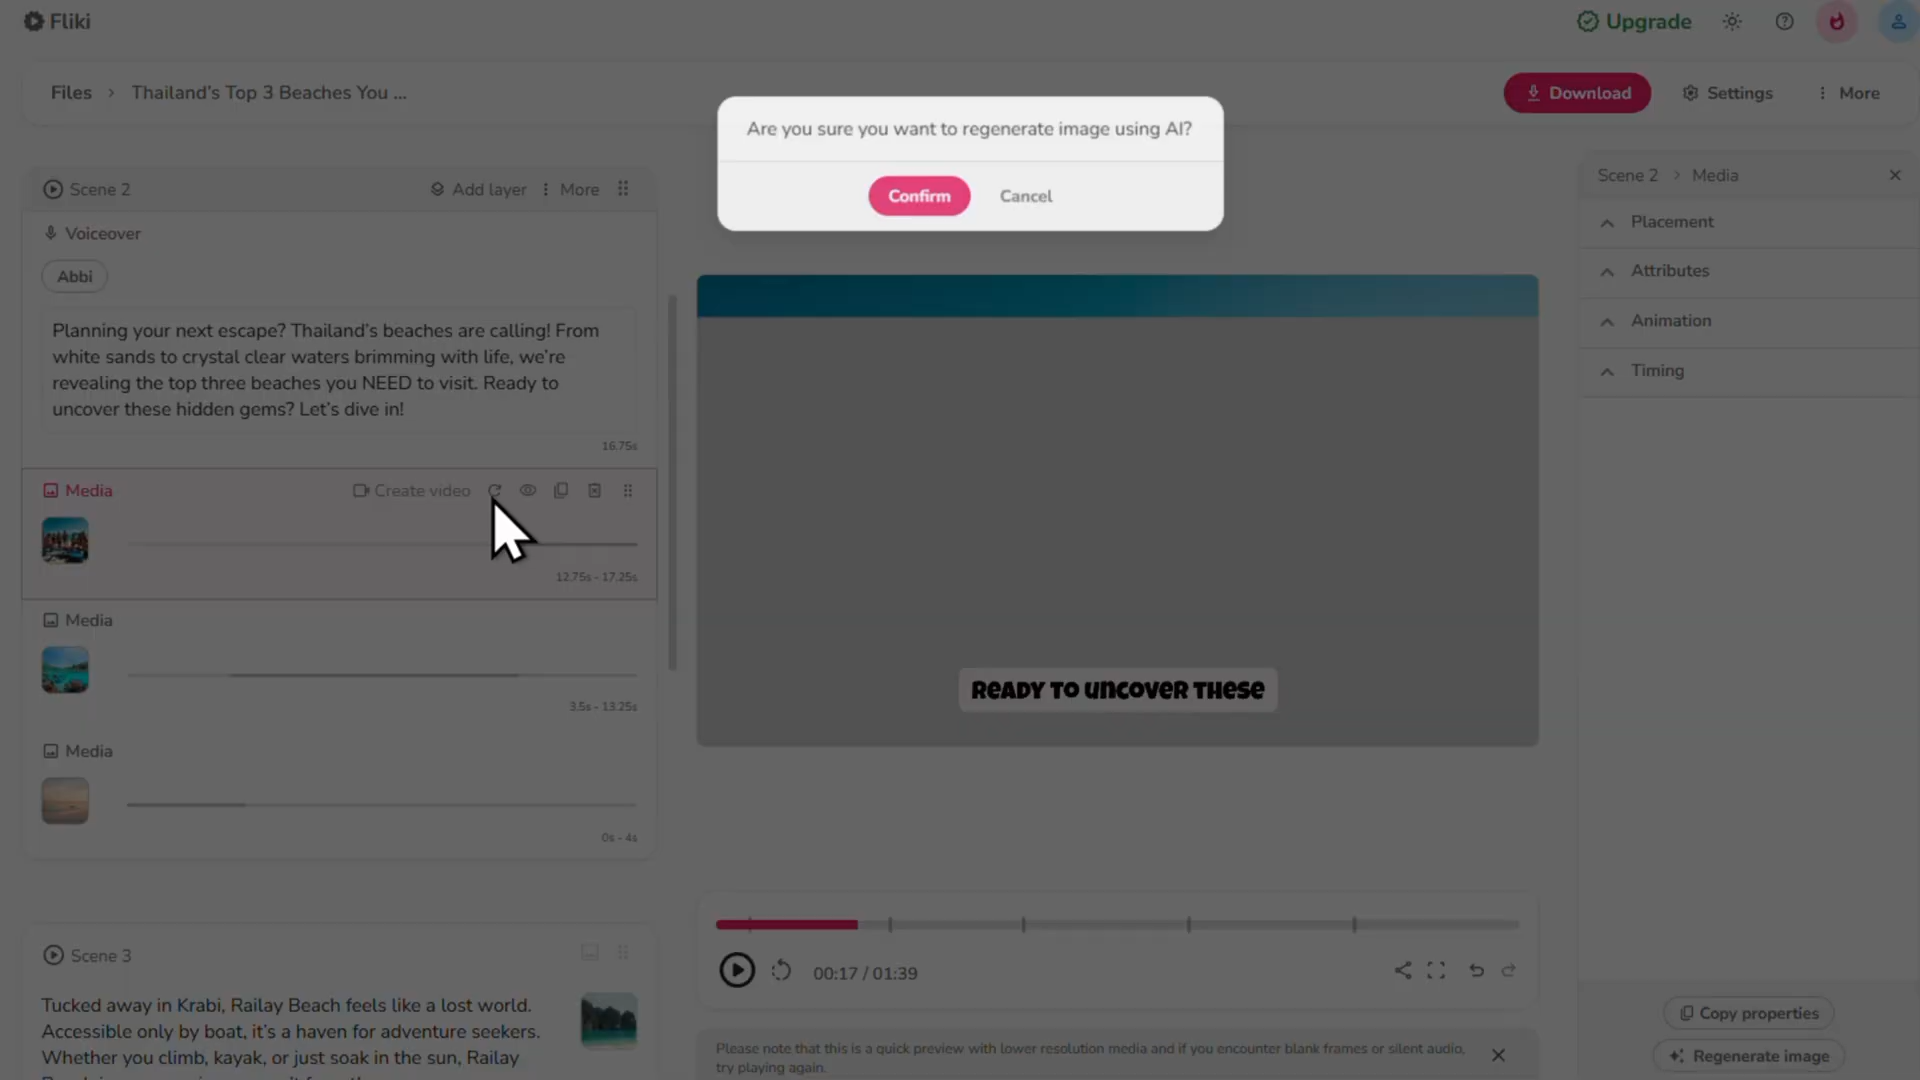 Fliki
Upgrade
Files > Thailand's Top 3 Beaches You ...
Download
Settings
More
Are you sure you want to regenerate image using AI?
Confirm
Cancel
Scene 2
Add layer
More
Voiceover
Abbi
Planning your next escape? Thailand's beaches are calling! From
white sands to crystal clear waters brimming with life, we're
revealing the top three beaches you NEED to visit. Ready to
uncover these hidden gems? Let's dive in!
16.75s
Media
Create video
12.75s - 17.25s
Media
3.5s - 13.25s
Media
0s - 4s
Scene 3
Tucked away in Krabi, Railay Beach feels like a lost world.
Accessible only by boat, it's a haven for adventure seekers.
Whether you climb, kayak, or just soak in the sun, Railay
READY TO UNCOVER THESE
00:17 / 01:39
Please note that this is a quick preview with lower resolution media and if you encounter blank frames or silent audio,
try playing again.
Scene 2 > Media
Placement
Attributes
Animation
Timing
Copy properties
Regenerate image